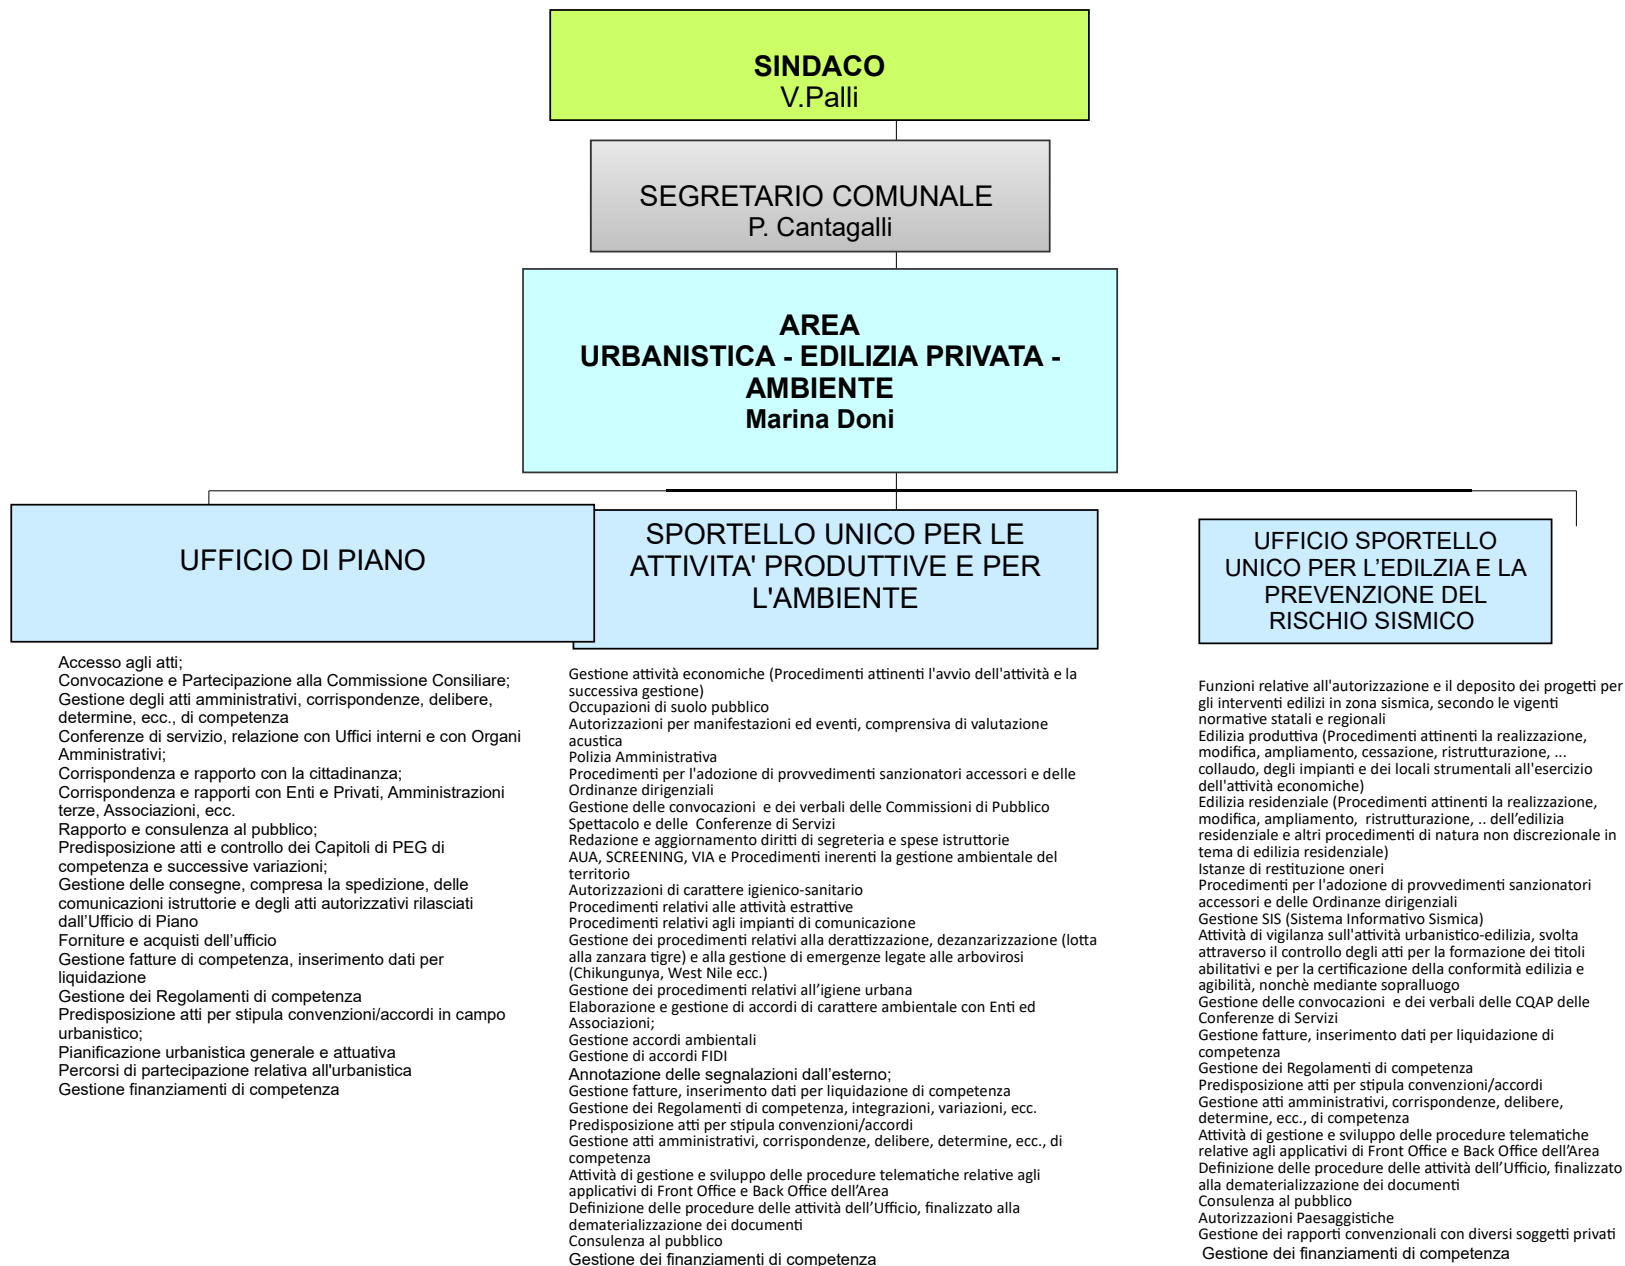 SINDACO
V.Palli
SEGRETARIO COMUNALE
P. Cantagalli
AREA
URBANISTICA - EDILIZIA PRIVATA -
AMBIENTE
Marina Doni
UFFICIO DI PIANO
Accesso agli atti;
Convocazione e Partecipazione alla Commissione Consiliare;
Gestione degli atti amministrativi, corrispondenze, delibere,
determine, ecc., di competenza
Conferenze di servizio, relazione con Uffici interni e con Organi
Amministrativi;
Corrispondenza e rapporto con la cittadinanza;
Corrispondenza e rapporti con Enti e Privati, Amministrazioni
terze, Associazioni, ecc.
Rapporto e consulenza al pubblico;
Predisposizione atti e controllo dei Capitoli di PEG di
competenza e successive variazioni;
Gestione delle consegne, compresa la spedizione, delle
comunicazioni istruttorie e degli atti autorizzativi rilasciati
dall'Ufficio di Piano
Forniture e acquisti dell'ufficio
Gestione fatture di competenza, inserimento dati per
liquidazione
Gestione dei Regolamenti di competenza
Predisposizione atti per stipula convenzioni/accordi in campo
urbanistico;
Pianificazione urbanistica generale e attuativa
Percorsi di partecipazione relativa all'urbanistica
Gestione finanziamenti di competenza
SPORTELLO UNICO PER LE
ATTIVITA' PRODUTTIVE E PER
L'AMBIENTE
Gestione attività economiche (Procedimenti attinenti l'avvio dell'attività e la
successiva gestione)
Occupazioni di suolo pubblico
Autorizzazioni per manifestazioni ed eventi, comprensiva di valutazione
acustica
Polizia Amministrativa
Procedimenti per l'adozione di provvedimenti sanzionatori accessori e delle
Ordinanze dirigenziali
Gestione delle convocazioni  e dei verbali delle Commissioni di Pubblico
Spettacolo e delle  Conferenze di Servizi
Redazione e aggiornamento diritti di segreteria e spese istruttorie
AUA, SCREENING, VIA e Procedimenti inerenti la gestione ambientale del
territorio
Autorizzazioni di carattere igienico-sanitario
Procedimenti relativi alle attività estrattive
Procedimenti relativi agli impianti di comunicazione
Gestione dei procedimenti relativi alla derattizzazione, dezanzarizzazione (lotta
alla zanzara tigre) e alla gestione di emergenze legate alle arbovirosi
(Chikungunya, West Nile ecc.)
Gestione dei procedimenti relativi all'igiene urbana
Elaborazione e gestione di accordi di carattere ambientale con Enti ed
Associazioni;
Gestione accordi ambientali
Gestione di accordi FIDI
Annotazione delle segnalazioni dall'esterno;
Gestione fatture, inserimento dati per liquidazione di competenza
Gestione dei Regolamenti di competenza, integrazioni, variazioni, ecc.
Predisposizione atti per stipula convenzioni/accordi
Gestione atti amministrativi, corrispondenze, delibere, determine, ecc., di
competenza
Attività di gestione e sviluppo delle procedure telematiche relative agli
applicativi di Front Office e Back Office dell'Area
Definizione delle procedure delle attività dell'Ufficio, finalizzato alla
dematerializzazione dei documenti
Consulenza al pubblico
Gestione dei finanziamenti di competenza
UFFICIO SPORTELLO
UNICO PER L'EDILZIA E LA
PREVENZIONE DEL
RISCHIO SISMICO
Funzioni relative all'autorizzazione e il deposito dei progetti per
gli interventi edilizi in zona sismica, secondo le vigenti
normative statali e regionali
Edilizia produttiva (Procedimenti attinenti la realizzazione,
modifica, ampliamento, cessazione, ristrutturazione, ...
collaudo, degli impianti e dei locali strumentali all'esercizio
dell'attività economiche)
Edilizia residenziale (Procedimenti attinenti la realizzazione,
modifica, ampliamento,  ristrutturazione, .. dell'edilizia
residenziale e altri procedimenti di natura non discrezionale in
tema di edilizia residenziale)
Istanze di restituzione oneri
Procedimenti per l'adozione di provvedimenti sanzionatori
accessori e delle Ordinanze dirigenziali
Gestione SIS (Sistema Informativo Sismica)
Attività di vigilanza sull'attività urbanistico-edilizia, svolta
attraverso il controllo degli atti per la formazione dei titoli
abilitativi e per la certificazione della conformità edilizia e
agibilità, nonchè mediante sopralluogo
Gestione delle convocazioni  e dei verbali delle CQAP delle
Conferenze di Servizi
Gestione fatture, inserimento dati per liquidazione di
competenza
Gestione dei Regolamenti di competenza
Predisposizione atti per stipula convenzioni/accordi
Gestione atti amministrativi, corrispondenze, delibere,
determine, ecc., di competenza
Attività di gestione e sviluppo delle procedure telematiche
relative agli applicativi di Front Office e Back Office dell'Area
Definizione delle procedure delle attività dell'Ufficio, finalizzato
alla dematerializzazione dei documenti
Consulenza al pubblico
Autorizzazioni Paesaggistiche
Gestione dei rapporti convenzionali con diversi soggetti privati
Gestione dei finanziamenti di competenza